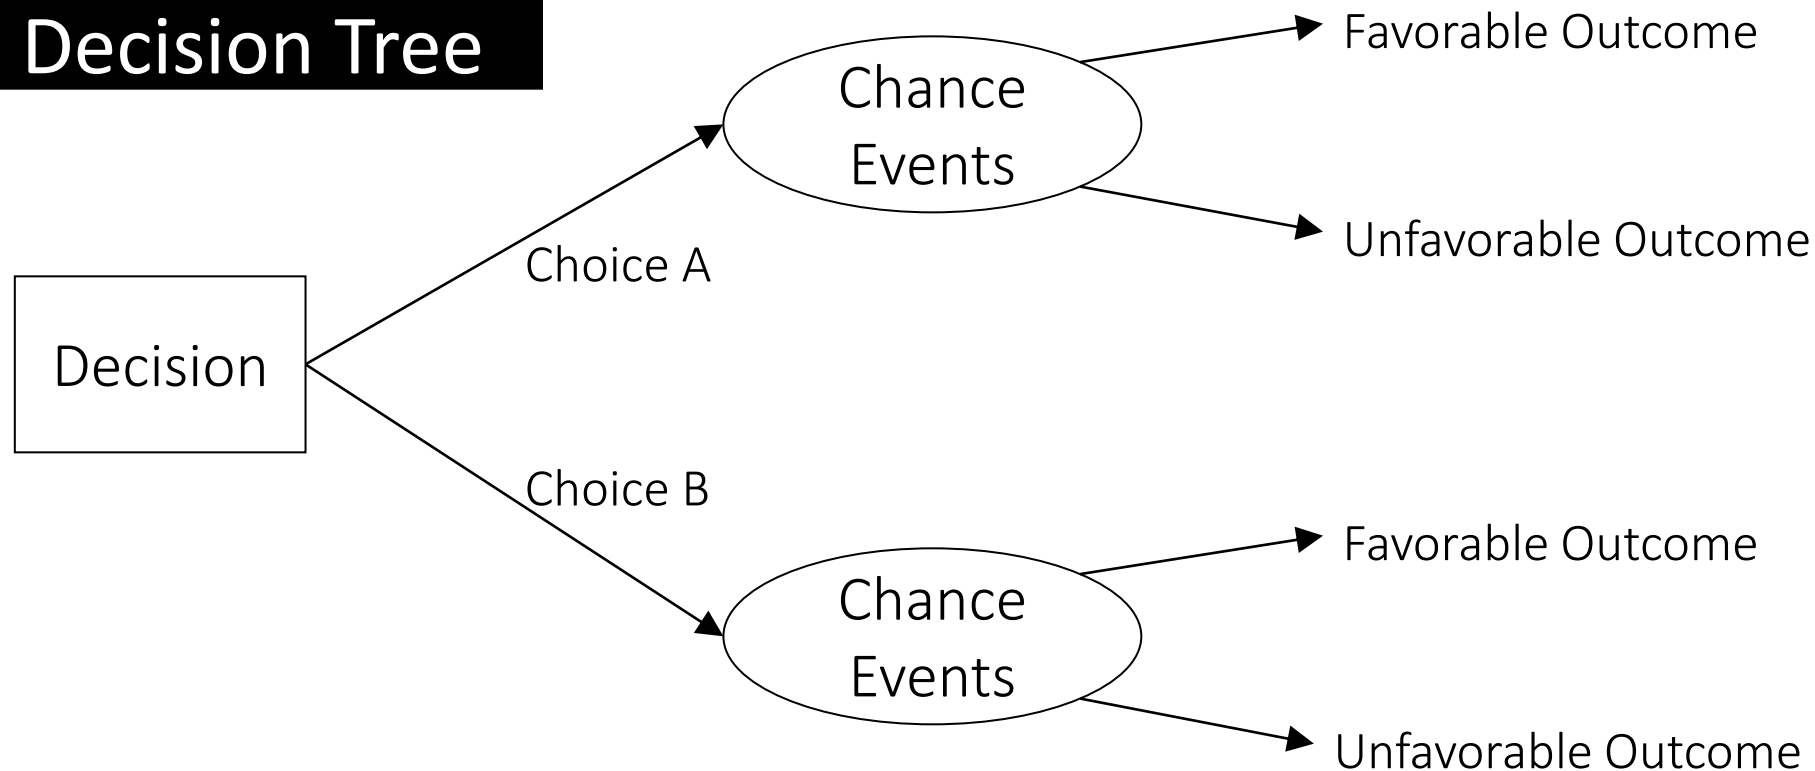 Decision Tree
Chance
Events
Favorable Outcome
Unfavorable Outcome
Choice A
Decision
Choice B
Chance
Events
Favorable Outcome
Unfavorable Outcome